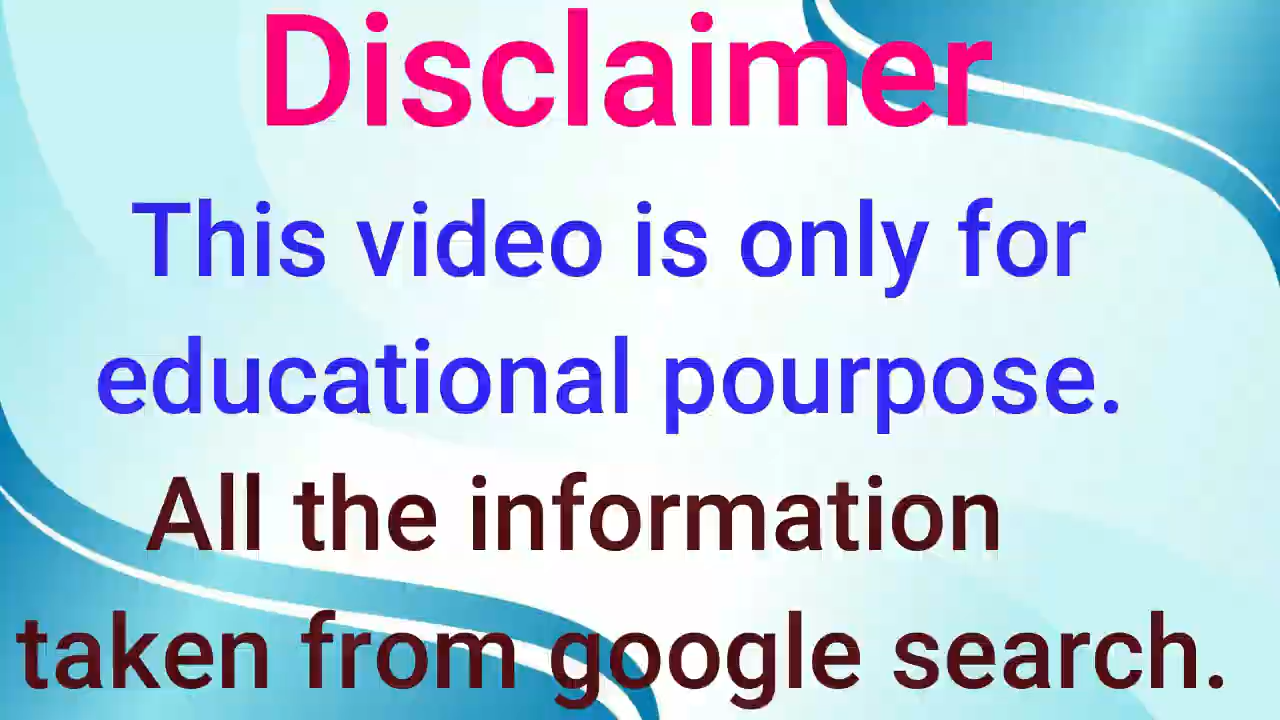 Disclaimer
This video is only for
educational pourpose.
All the information
taken from google search.